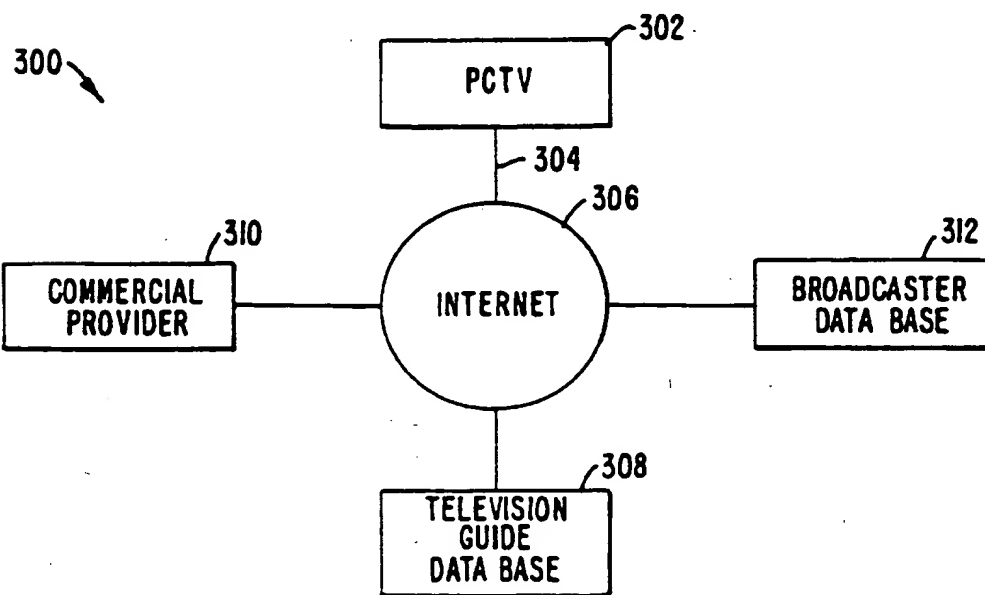 302
300
PCTV
304
306
310
312
COMMERCIAL
PROVIDER
INTERNET
BROADCASTER
DATA BASE
308
TELEVISION
GUIDE
DATA BASE